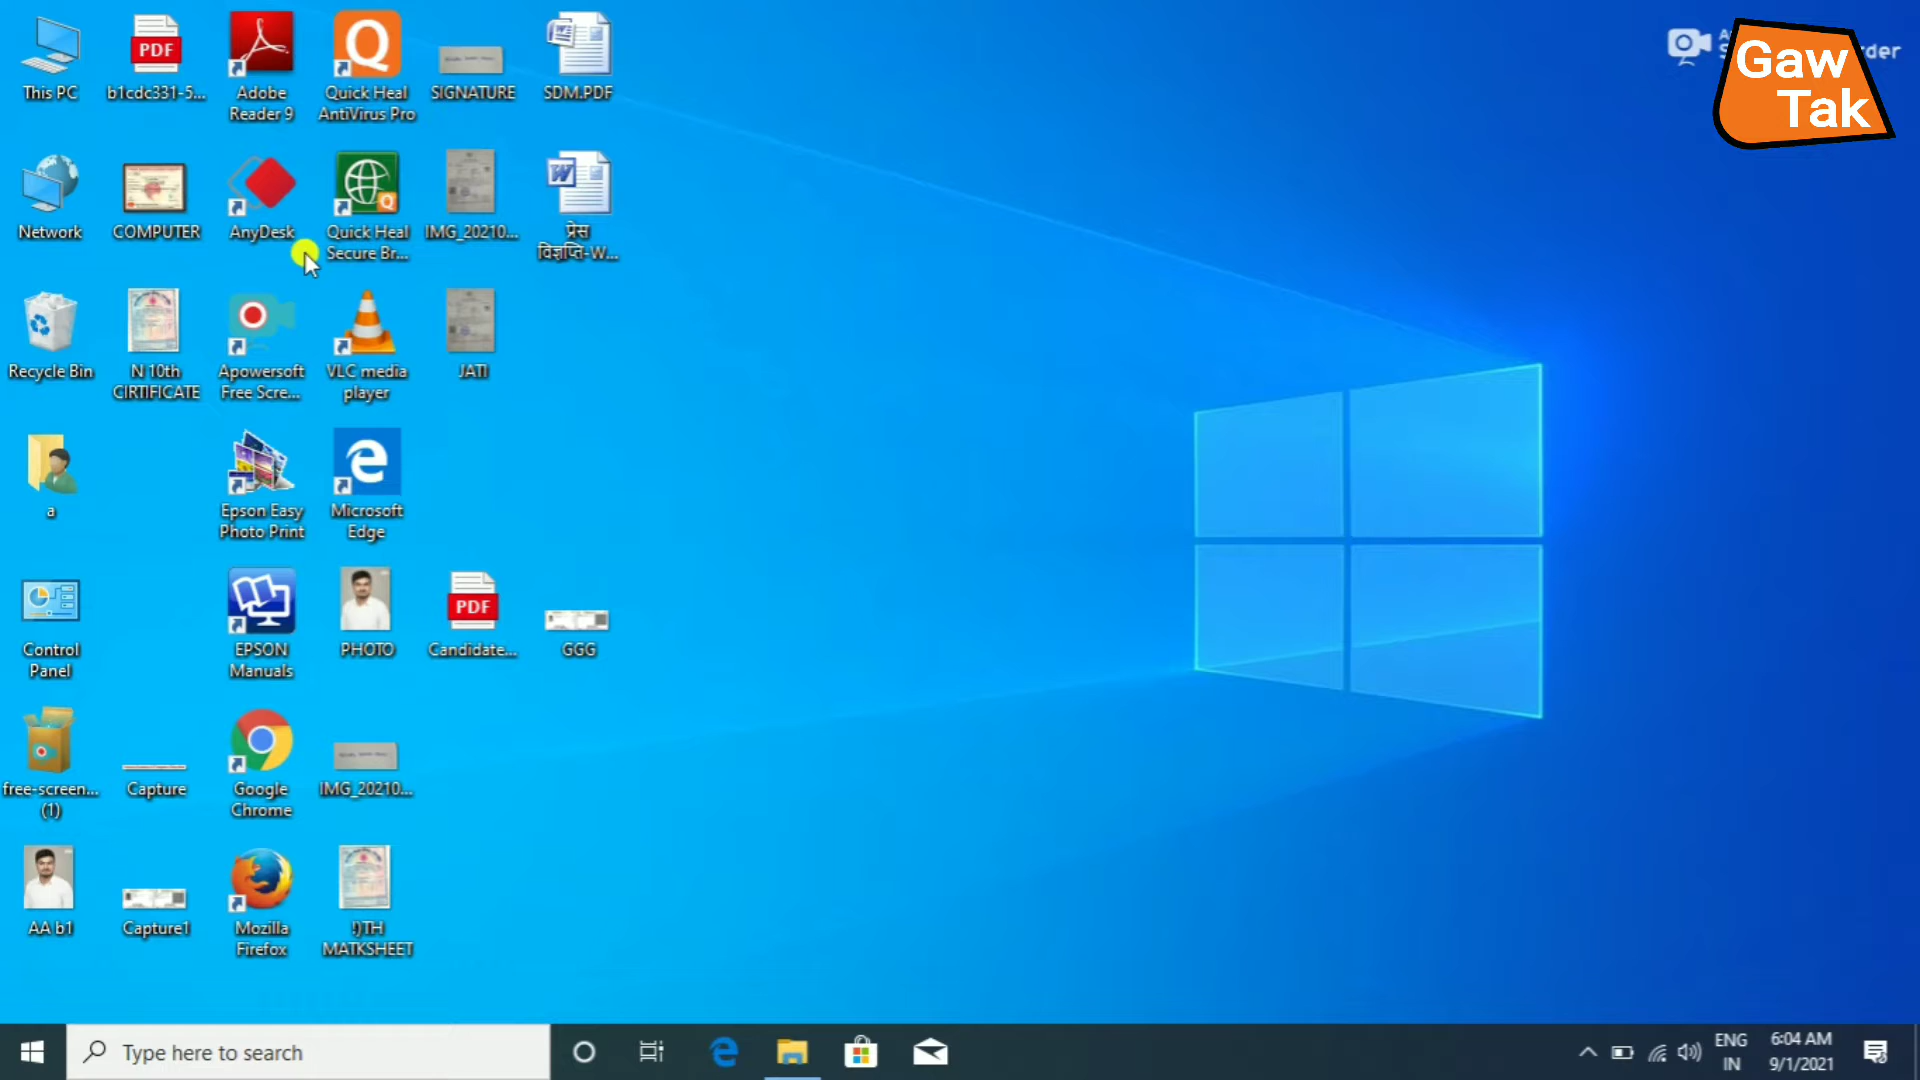 This PC
b1cdc331-5...
PDF
Adobe
Reader 9
Quick Heal
AntiVirus Pro
SIGNATURE
SDM.PDF
der
Gaw
Tak
Network
COMPUTER
AnyDesk
Quick Heal
Secure Br...
IMG_20210...
प्रेस
विज्ञप्ति-W...
Recycle Bin
N 10th
CIRTIFICATE
Apowersoft
Free Scre...
VLC media
player
JATI
a
Epson Easy
Photo Print
Microsoft
Edge
Control
Panel
EPSON
Manuals
PHOTO
PDF
Candidate...
GGG
free-screen...
(1)
Capture
Google
Chrome
IMG_20210...
AA b1
Capture1
Mozilla
Firefox
!)TH
MATKSHEET
Type here to search
ENG
IN
6:04 AM
9/1/2021